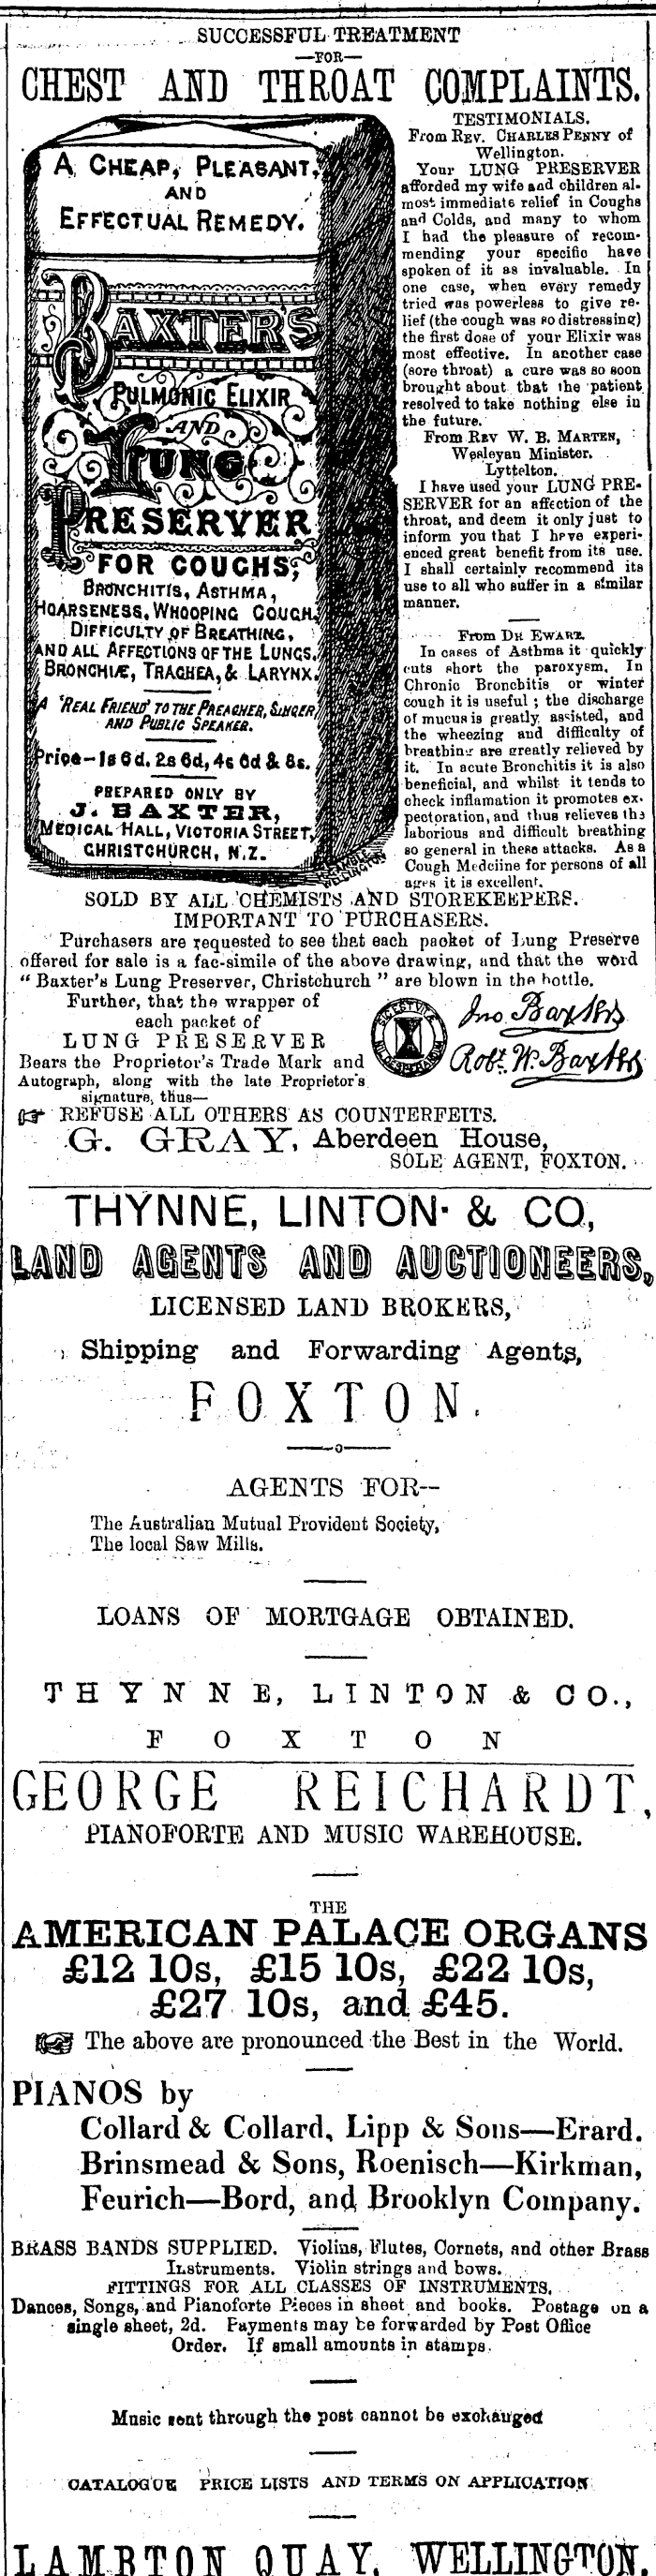 SUCCESSFUL TREATMENT
—FOR—
CHEST AND THROAT COMPLAINTS.
A CHEAP, PLEASANT,
AND
EFFECTUAL REMEDY.
BAXTER'S
PULMONIC ELIXIR
AND
LUNG
PRESERVER
FOR COUGHS,
BRONCHITIS, ASTHMA,
HOARSENESS, WHOOPING COUGH,
DIFFICULTY OF BREATHING,
AND ALL AFFECTIONS OF THE LUNGS,
BRONCHIÆ, TRACHEA, & LARYNX.
A 'REAL FRIEND' TO THE PREACHER, SINGER,
AND PUBLIC SPEAKER.
Price—1s 6d. 2s 6d, 4s 6d & 8s.
PREPARED ONLY BY
J. BAXTER,
MEDICAL HALL, VICTORIA STREET,
CHRISTCHURCH, N.Z.
WELLINGTON
TESTIMONIALS.
From REV. CHARLES PENNY of
Wellington.
Your LUNG PRESERVER
afforded my wife and children al-
most immediate relief in Coughs
and Colds, and many to whom
I had the pleasure of recom-
mending your specific have
spoken of it as invaluable. In
one case, when every remedy
tried was powerless to give re-
lief (the cough was so distressing)
the first dose of your Elixir was
most effective. In another case
(sore throat) a cure was so soon
brought about that the patient
resolved to take nothing else in
the future.
From REV W. B. MARTEN,
Wesleyan Minister.
Lyttelton.
I have used your LUNG PRE-
SERVER for an affection of the
throat, and deem it only just to
inform you that I heve experi-
enced great benefit from its use.
I shall certainly recommend its
use to all who suffer in a similar
manner.
From DR EWART.
In cases of Asthma it quickly
cuts short the paroxysm. In
Chronic Bronchitis or winter
cough it is useful ; the discharge
of mucus is greatly assisted, and
the wheezing and difficulty of
breathing are greatly relieved by
it. In acute Bronchitis it is also
beneficial, and whilst it tends to
check inflamation it promotes ex-
pectoration, and thus relieves the
laborious and difficult breathing
so general in these attacks. As a
Cough Medciine for persons of all
ages it is excellent.
SOLD BY ALL CHEMISTS AND STOREKEEPERS.
IMPORTANT TO PURCHASERS.
Purchasers are requested to see that each packet of Lung Preserve
offered for sale is a fac-simile of the above drawing, and that the word
" Baxter's Lung Preserver, Christchurch " are blown in the bottle.
Further, that the wrapper of
each packet of
LUNG PRESERVER
Bears the Proprietor's Trade Mark and
Autograph, along with the late Proprietor's
signature, thus—
SIC EST VITA
NIL DESPERANDUM
Jno. Baxter
Robt. W. Baxter
☞ REFUSE ALL OTHERS AS COUNTERFEITS.
G. GRAY, Aberdeen House,
SOLE AGENT, FOXTON.
THYNNE, LINTON & CO,
LAND AGENTS AND AUCTIONEERS,
LICENSED LAND BROKERS,
Shipping and Forwarding Agents,
FOXTON.
——o——
AGENTS FOR--
The Australian Mutual Provident Society,
The local Saw Mills.
LOANS OF MORTGAGE OBTAINED.
THYNNE, LINTON & CO.,
FOXTON
GEORGE REICHARDT,
PIANOFORTE AND MUSIC WAREHOUSE.
THE
AMERICAN PALACE ORGANS
£12 10s, £15 10s, £22 10s,
£27 10s, and £45.
☞ The above are pronounced the Best in the World.
PIANOS by
Collard & Collard, Lipp & Sons—Erard.
Brinsmead & Sons, Roenisch—Kirkman,
Feurich—Bord, and Brooklyn Company.
BRASS BANDS SUPPLIED. Violins, Flutes, Cornets, and other Brass
Instruments. Violin strings and bows.
FITTINGS FOR ALL CLASSES OF INSTRUMENTS.
Dances, Songs, and Pianoforte Pieces in sheet and books. Postage on a
single sheet, 2d. Payments may be forwarded by Post Office
Order. If small amounts in stamps.
Music sent through the post cannot be exchanged
CATALOGUE PRICE LISTS AND TERMS ON APPLICATION
LAMBTON QUAY, WELLINGTON.